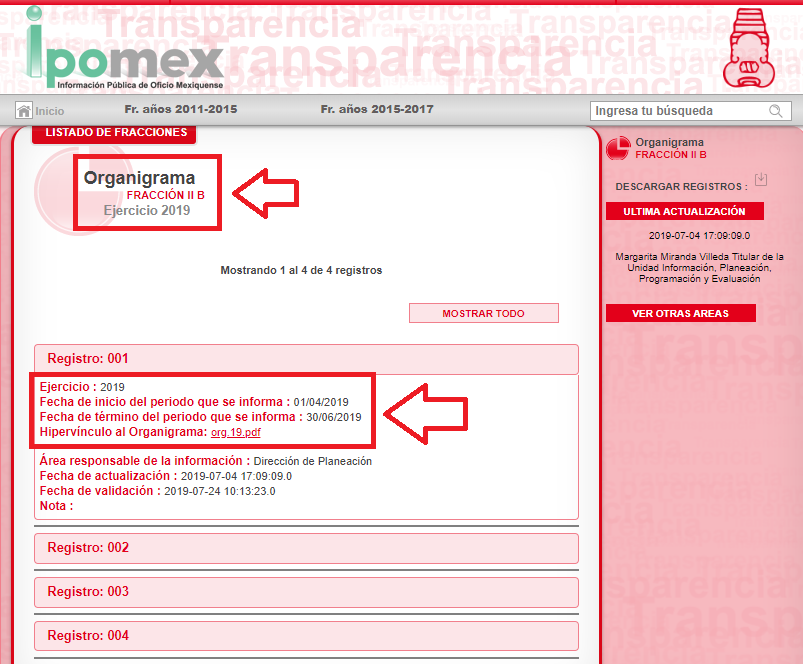 Transparencia
ipomex
Información Pública de Oficio Mexiquense
Inicio
Fr. años 2011-2015
Fr. años 2015-2017
Ingresa tu búsqueda
LISTADO DE FRACCIONES
Organigrama
FRACCIÓN II B
Ejercicio 2019
Mostrando 1 al 4 de 4 registros
MOSTRAR TODO
Registro: 001
Ejercicio : 2019
Fecha de inicio del periodo que se informa : 01/04/2019
Fecha de término del periodo que se informa : 30/06/2019
Hipervínculo al Organigrama: org.19.pdf
Área responsable de la información : Dirección de Planeación
Fecha de actualización : 2019-07-04 17:09:09.0
Fecha de validación : 2019-07-24 10:13:23.0
Nota :
Registro: 002
Registro: 003
Registro: 004
Organigrama
FRACCIÓN II B
DESCARGAR REGISTROS :
ULTIMA ACTUALIZACIÓN
2019-07-04 17:09:09.0
Margarita Miranda Villeda Titular de la
Unidad Información, Planeación,
Programación y Evaluación
VER OTRAS AREAS